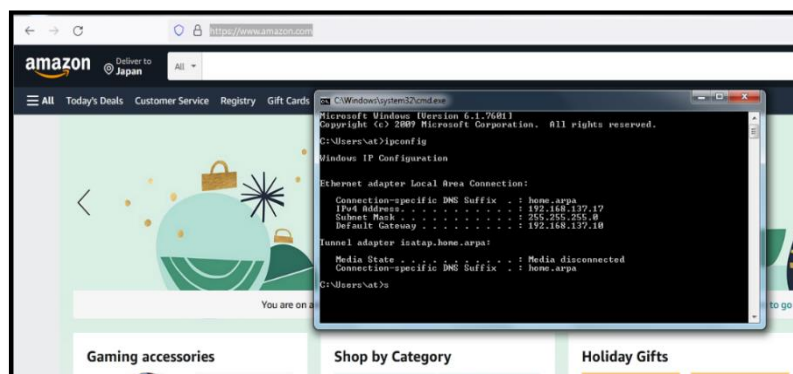 https://www.amazon.com
amazon
Deliver to
Japan
All
All Today's Deals Customer Service Registry Gift Cards
C:\Windows\system32\cmd.exe
Microsoft Windows [Version 6.1.7601]
Copyright (c) 2009 Microsoft Corporation. All rights reserved.
C:\Users\at>ipconfig
Windows IP Configuration
Ethernet adapter Local Area Connection:
Connection-specific DNS Suffix . : home.arpa
IPv4 Address. . . . . . . . . . . : 192.168.137.17
Subnet Mask . . . . . . . . . . . : 255.255.255.0
Default Gateway . . . . . . . . . : 192.168.137.10
Tunnel adapter isatap.home.arpa:
Media State . . . . . . . . . . . : Media disconnected
Connection-specific DNS Suffix . : home.arpa
C:\Users\at>s
You are on a
to go
Gaming accessories
Shop by Category
Holiday Gifts